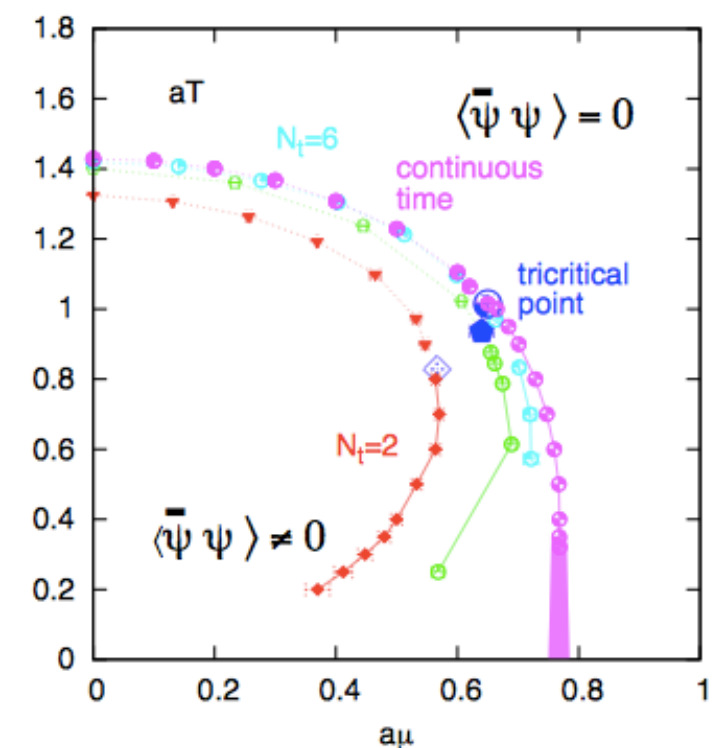 1.8
1.6
1.4
1.2
1
0.8
0.6
0.4
0.2
0
aT
⟨ψ̄ ψ⟩ = 0
N_t=6
continuous
time
tricritical
point
N_t=2
⟨ψ̄ ψ⟩ ≠ 0
0 0.2 0.4 0.6 0.8 1
aμ